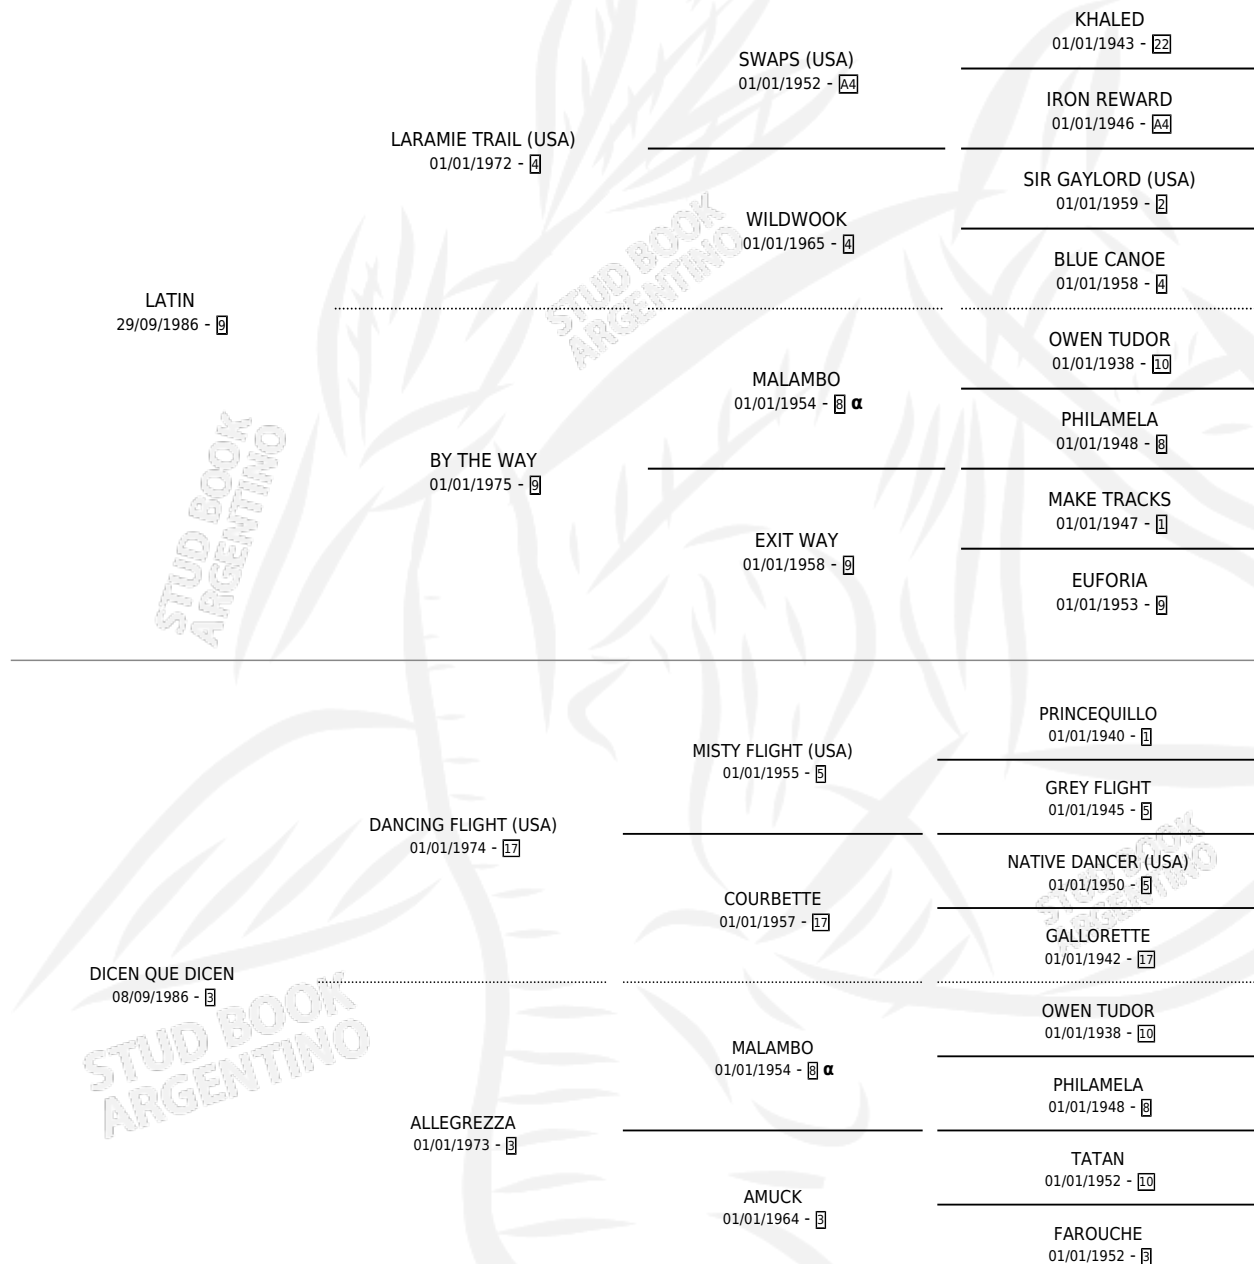 KHALED
01/01/1943 - 22
SWAPS (USA)
01/01/1952 - A4
IRON REWARD
01/01/1946 - A4
LARAMIE TRAIL (USA)
01/01/1972 - 4
SIR GAYLORD (USA)
01/01/1959 - 2
WILDWOOK
01/01/1965 - 4
BLUE CANOE
01/01/1958 - 4
LATIN
29/09/1986 - 9
OWEN TUDOR
01/01/1938 - 10
MALAMBO
01/01/1954 - 8 α
PHILAMELA
01/01/1948 - 8
BY THE WAY
01/01/1975 - 9
MAKE TRACKS
01/01/1947 - 1
EXIT WAY
01/01/1958 - 9
EUFORIA
01/01/1953 - 9
PRINCEQUILLO
01/01/1940 - 1
MISTY FLIGHT (USA)
01/01/1955 - 5
GREY FLIGHT
01/01/1945 - 5
DANCING FLIGHT (USA)
01/01/1974 - 17
NATIVE DANCER (USA)
01/01/1950 - 5
COURBETTE
01/01/1957 - 17
GALLORETTE
01/01/1942 - 17
DICEN QUE DICEN
08/09/1986 - 3
OWEN TUDOR
01/01/1938 - 10
MALAMBO
01/01/1954 - 8 α
PHILAMELA
01/01/1948 - 8
ALLEGREZZA
01/01/1973 - 3
TATAN
01/01/1952 - 10
AMUCK
01/01/1964 - 3
FAROUCHE
01/01/1952 - 3
STUD BOOK
ARGENTINO
STUD BOOK
ARGENTINO
STUD BOOK
ARGENTINO
STUD BOOK
ARGENTINO